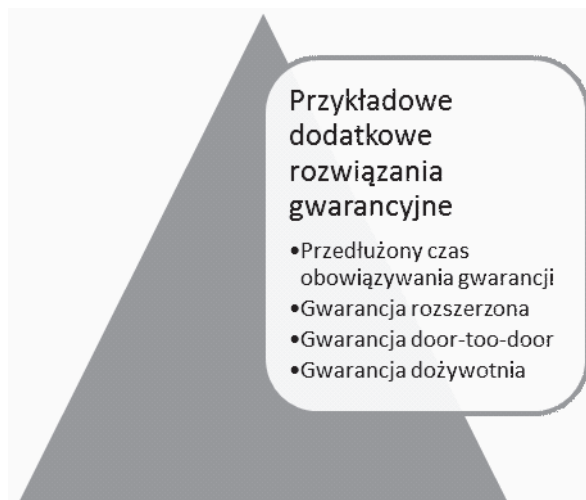 Przykładowe
dodatkowe
rozwiązania
gwarancyjne
•Przedłużony czas
obowiązywania gwarancji
•Gwarancja rozszerzona
•Gwarancja door-too-door
•Gwarancja dożywotnia